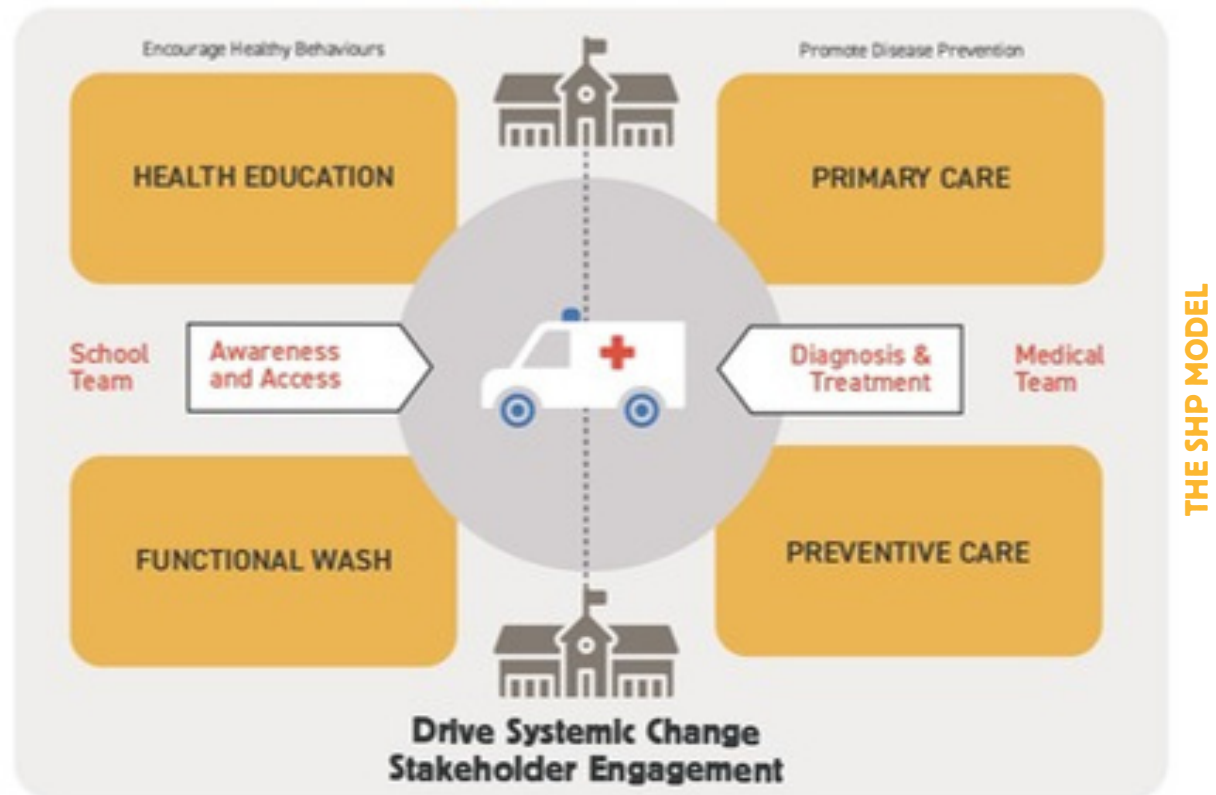 Encourage Healthy Behaviours
Promote Disease Prevention
HEALTH EDUCATION
PRIMARY CARE
School
Team
Awareness
and Access
Diagnosis &
Treatment
Medical
Team
FUNCTIONAL WASH
PREVENTIVE CARE
Drive Systemic Change
Stakeholder Engagement
THE SHP MODEL